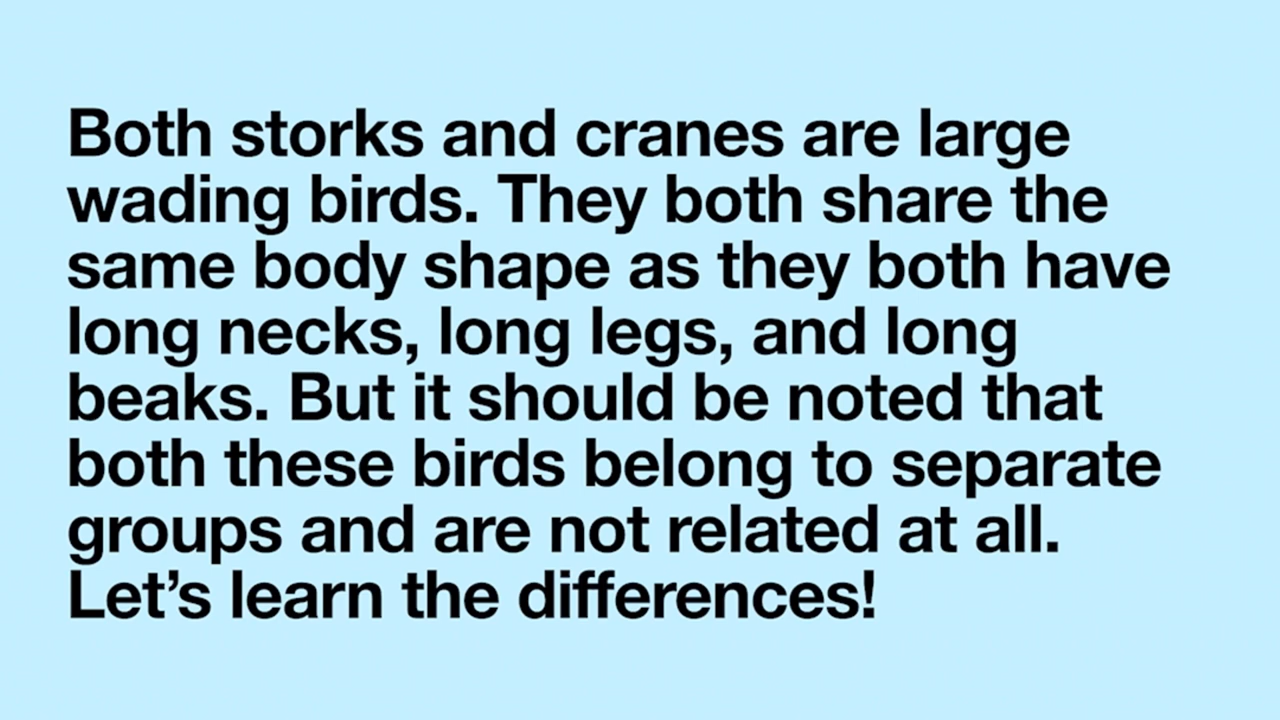 Both storks and cranes are large
wading birds. They both share the
same body shape as they both have
long necks, long legs, and long
beaks. But it should be noted that
both these birds belong to separate
groups and are not related at all.
Let’s learn the differences!